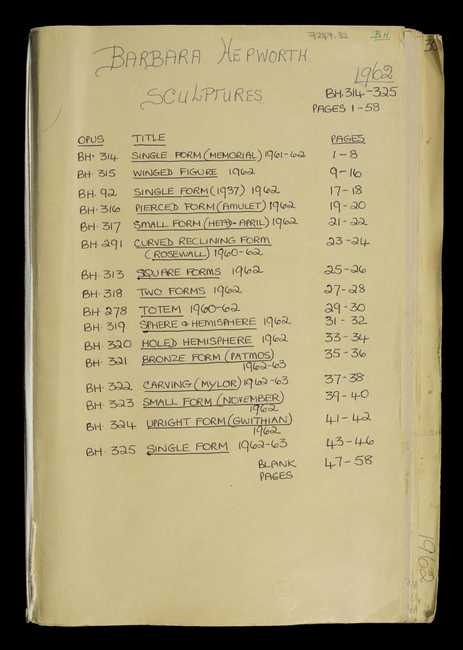 7247.32 BH
30
BARBARA HEPWORTH
1962
SCULPTURES
BH.314-325
PAGES 1-58
OPUS TITLE PAGES
BH. 314 SINGLE FORM (MEMORIAL) 1961-62 1-8
BH. 315 WINGED FIGURE 1962 9-16
BH. 92 SINGLE FORM (1937) 1962 17-18
BH. 316 PIERCED FORM (AMULET) 1962 19-20
BH. 317 SMALL FORM (APRIL) 1962 21-22
BH 291 CURVED RECLINING FORM 23-24
(ROSEWALL) 1960-62
BH. 313 SQUARE FORMS 1962 25-26
BH. 318 TWO FORMS 1962 27-28
BH. 278 TOTEM 1960-62 29-30
BH. 319 SPHERE & HEMISPHERE 1962 31-32
BH. 320 HOLED HEMISPHERE 1962 33-34
BH. 321 BRONZE FORM (PATMOS) 35-36
1962-63
BH. 322 CARVING (MYLOR) 1962-63 37-38
BH. 323 SMALL FORM (NOVEMBER) 39-40
1962
BH. 324 UPRIGHT FORM (GWITHIAN) 41-42
1962
BH. 325 SINGLE FORM 1962-63 43-46
BLANK 47-58
PAGES
1962